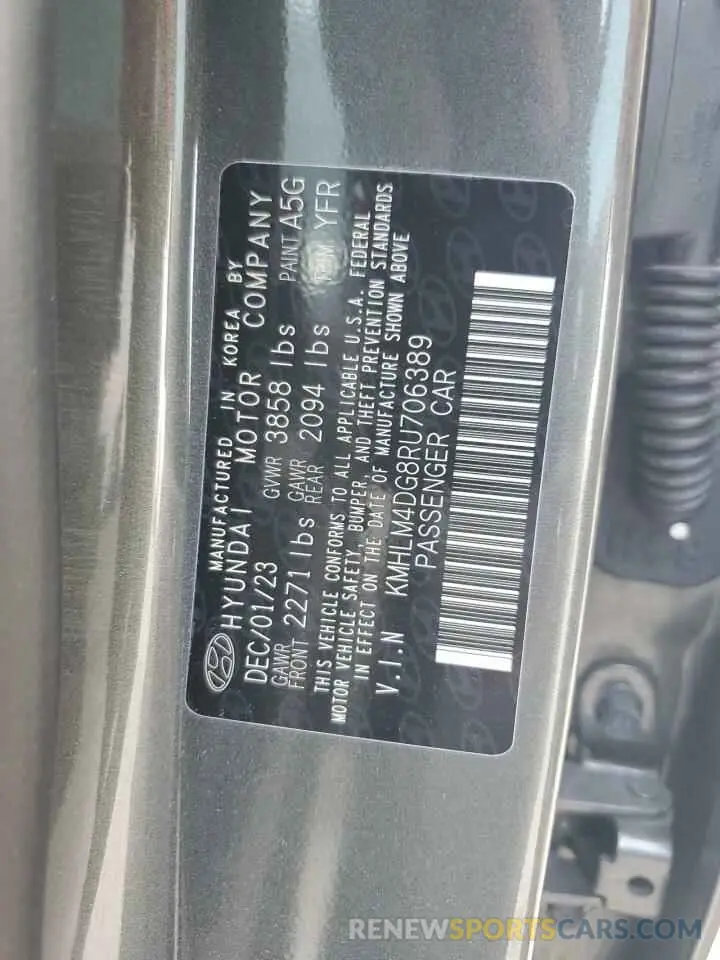 MANUFACTURED IN KOREA BY
HYUNDAI MOTOR COMPANY
DEC/01/23 GVWR 3858 lbs PAINT A5G
GAWR FRONT 2271 lbs GAWR REAR 2094 lbs TRIM YFR
THIS VEHICLE CONFORMS TO ALL APPLICABLE U.S.A. FEDERAL
MOTOR VEHICLE SAFETY, BUMPER, AND THEFT PREVENTION STANDARDS
IN EFFECT ON THE DATE OF MANUFACTURE SHOWN ABOVE
V.I.N KMHLM4DG8RU706389
PASSENGER CAR
RENEWSPORTSCARS.COM